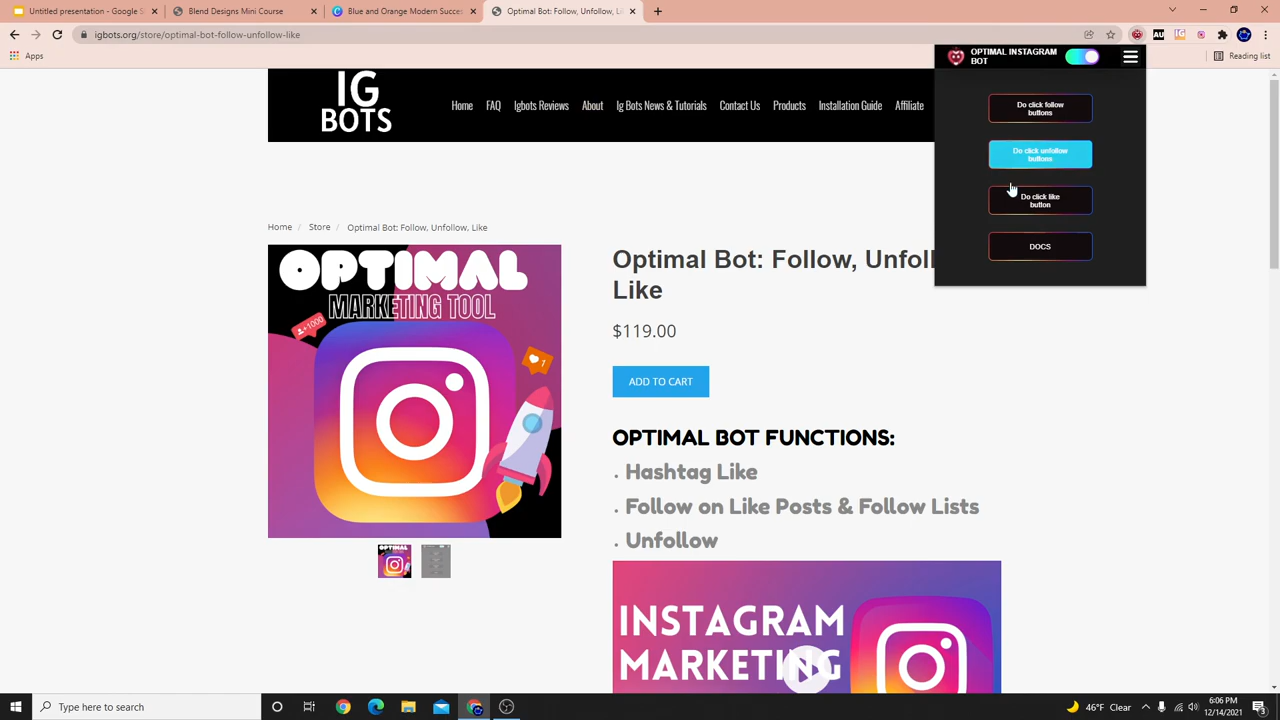 Untitled presentation - Google S
Blend Designs Mini Course
Blue and Orange Modern Succes
Optimal Bot: Follow, Unfollow, L
igbots.org/store/optimal-bot-follow-unfollow-like
Apps
Reading list
OPTIMAL INSTAGRAM
BOT
Do click follow
buttons
Do click unfollow
buttons
Do click like
button
DOCS
IG
BOTS
Home FAQ Igbots Reviews About Ig Bots News & Tutorials Contact Us Products Installation Guide Affiliate
Home / Store / Optimal Bot: Follow, Unfollow, Like
OPTIMAL
MARKETING TOOL
+1000
1
Optimal Bot: Follow, Unfoll
Like
$119.00
ADD TO CART
OPTIMAL BOT FUNCTIONS:
. Hashtag Like
. Follow on Like Posts & Follow Lists
. Unfollow
INSTAGRAM
MARKETING
Type here to search
46°F Clear
6:06 PM
12/14/2021